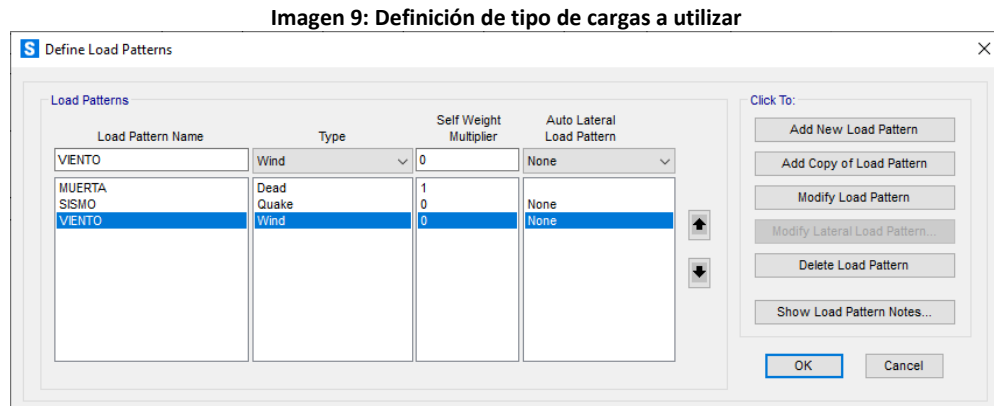 Imagen 9: Definición de tipo de cargas a utilizar
S Define Load Patterns
Load Patterns
Click To:
Load Pattern Name
Type
Self Weight
Multiplier
Auto Lateral
Load Pattern
VIENTO Wind 0 None
MUERTA Dead 1
SISMO Quake 0 None
VIENTO Wind 0 None
Add New Load Pattern
Add Copy of Load Pattern
Modify Load Pattern
Modify Lateral Load Pattern...
Delete Load Pattern
Show Load Pattern Notes...
OK
Cancel